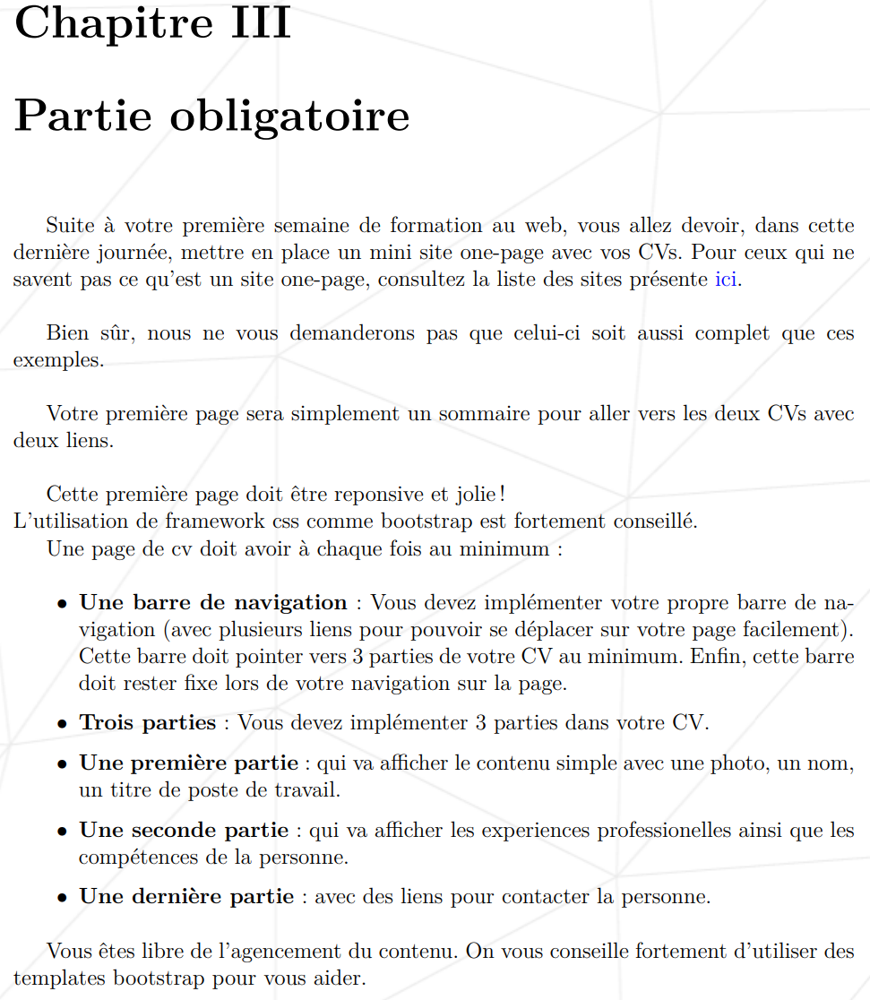 Chapitre III
Partie obligatoire
Suite à votre première semaine de formation au web, vous allez devoir, dans cette
dernière journée, mettre en place un mini site one-page avec vos CVs. Pour ceux qui ne
savent pas ce qu'est un site one-page, consultez la liste des sites présente ici.
Bien sûr, nous ne vous demanderons pas que celui-ci soit aussi complet que ces
exemples.
Votre première page sera simplement un sommaire pour aller vers les deux CVs avec
deux liens.
Cette première page doit être reponsive et jolie !
L'utilisation de framework css comme bootstrap est fortement conseillé.
Une page de cv doit avoir à chaque fois au minimum :
• Une barre de navigation : Vous devez implémenter votre propre barre de na-
vigation (avec plusieurs liens pour pouvoir se déplacer sur votre page facilement).
Cette barre doit pointer vers 3 parties de votre CV au minimum. Enfin, cette barre
doit rester fixe lors de votre navigation sur la page.
• Trois parties : Vous devez implémenter 3 parties dans votre CV.
• Une première partie : qui va afficher le contenu simple avec une photo, un nom,
un titre de poste de travail.
• Une seconde partie : qui va afficher les experiences professionelles ainsi que les
compétences de la personne.
• Une dernière partie : avec des liens pour contacter la personne.
Vous êtes libre de l'agencement du contenu. On vous conseille fortement d'utiliser des
templates bootstrap pour vous aider.